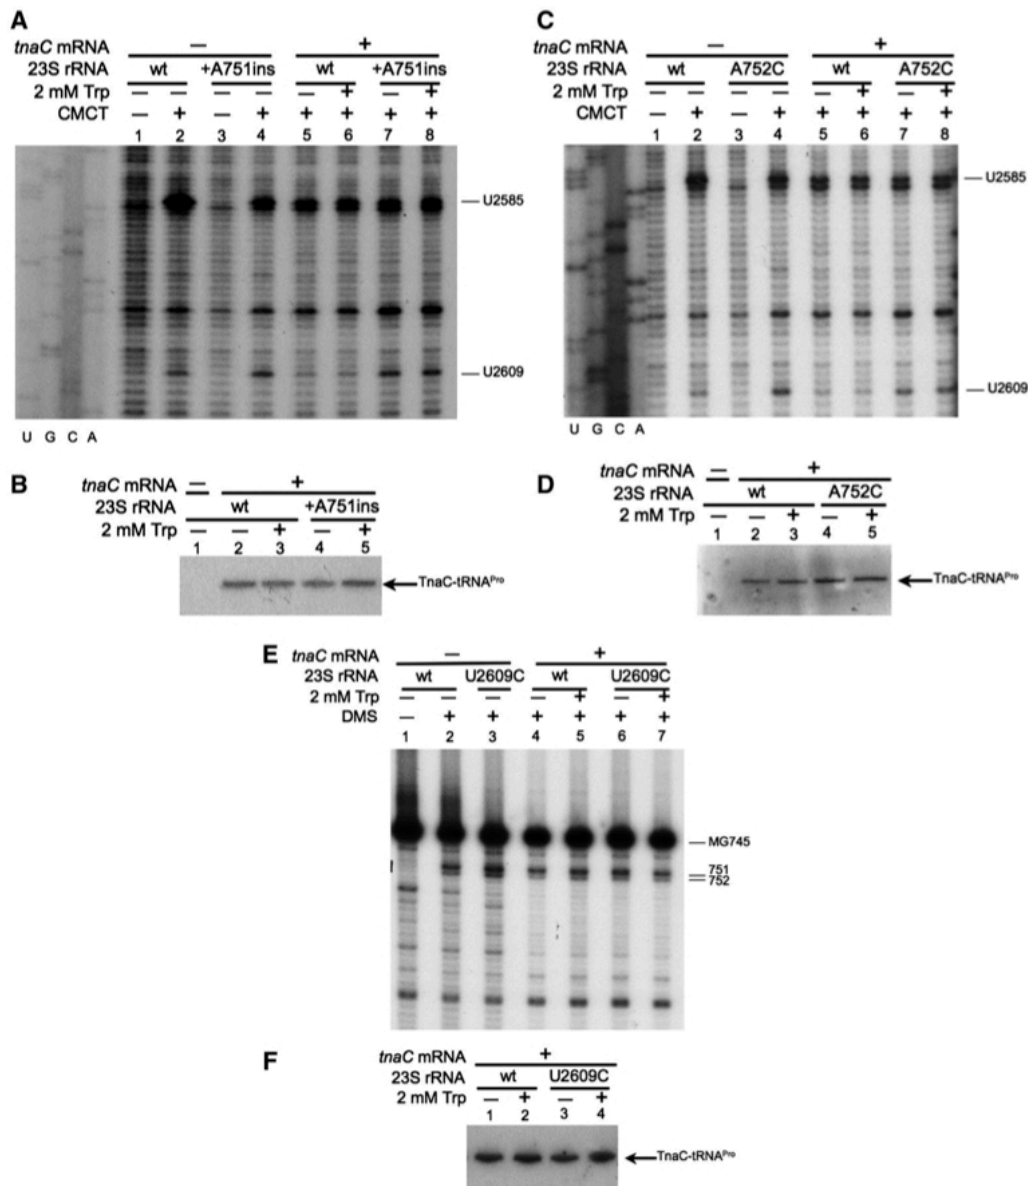 A
tnaC mRNA — +
23S rRNA wt +A751ins wt +A751ins
2 mM Trp — — — — — + — +
CMCT — + — + + + + +
1 2 3 4 5 6 7 8
U2585
U2609
U G C A
C
tnaC mRNA — +
23S rRNA wt A752C wt A752C
2 mM Trp — — — — — + — +
CMCT — + — + + + + +
1 2 3 4 5 6 7 8
U2585
U2609
U G C A
B
tnaC mRNA — +
23S rRNA wt +A751ins
2 mM Trp — + — +
1 2 3 4 5
TnaC-tRNAPro
D
tnaC mRNA — +
23S rRNA wt A752C
2 mM Trp — + — +
1 2 3 4 5
TnaC-tRNAPro
E
tnaC mRNA — +
23S rRNA wt U2609C wt U2609C
2 mM Trp — — — — + — +
DMS — + + + + + +
1 2 3 4 5 6 7
MG745
751
752
F
tnaC mRNA +
23S rRNA wt U2609C
2 mM Trp — + — +
1 2 3 4
TnaC-tRNAPro